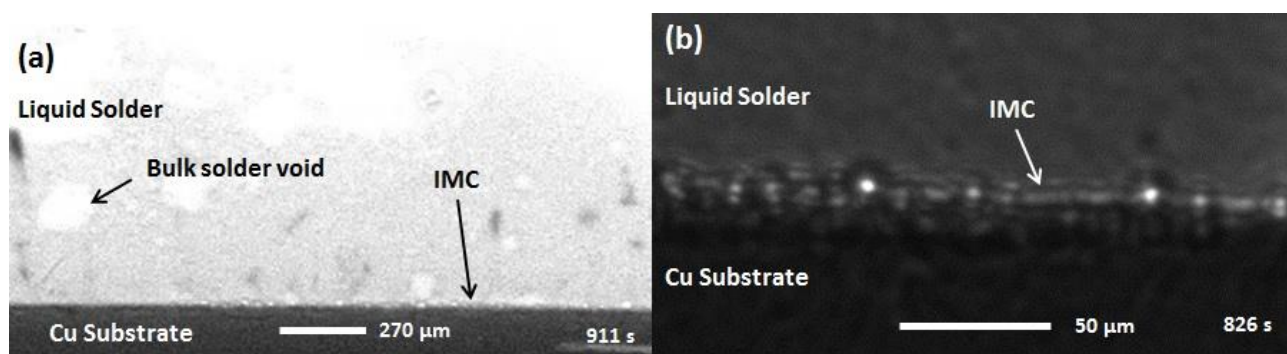 (a)
Liquid Solder
Bulk solder void
IMC
Cu Substrate
270 µm
911 s
(b)
Liquid Solder
IMC
Cu Substrate
50 µm
826 s